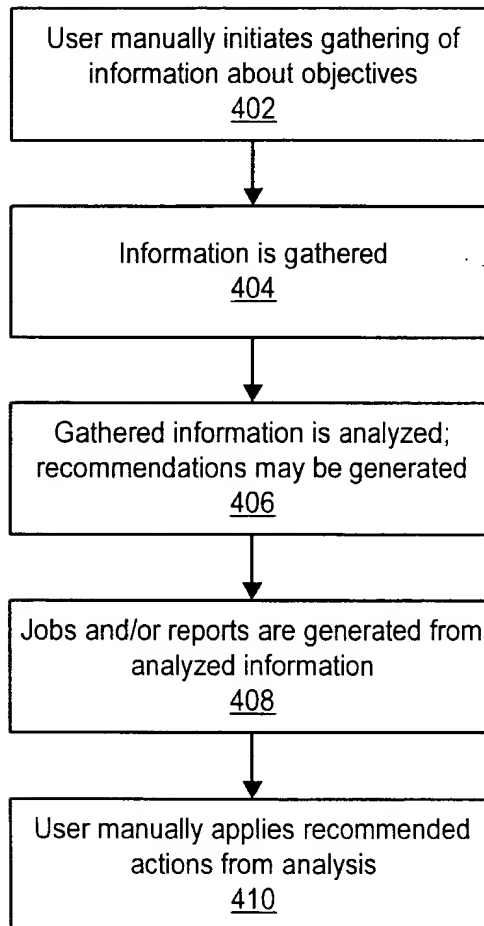 User manually initiates gathering of
information about objectives
402
Information is gathered
404
Gathered information is analyzed;
recommendations may be generated
406
Jobs and/or reports are generated from
analyzed information
408
User manually applies recommended
actions from analysis
410